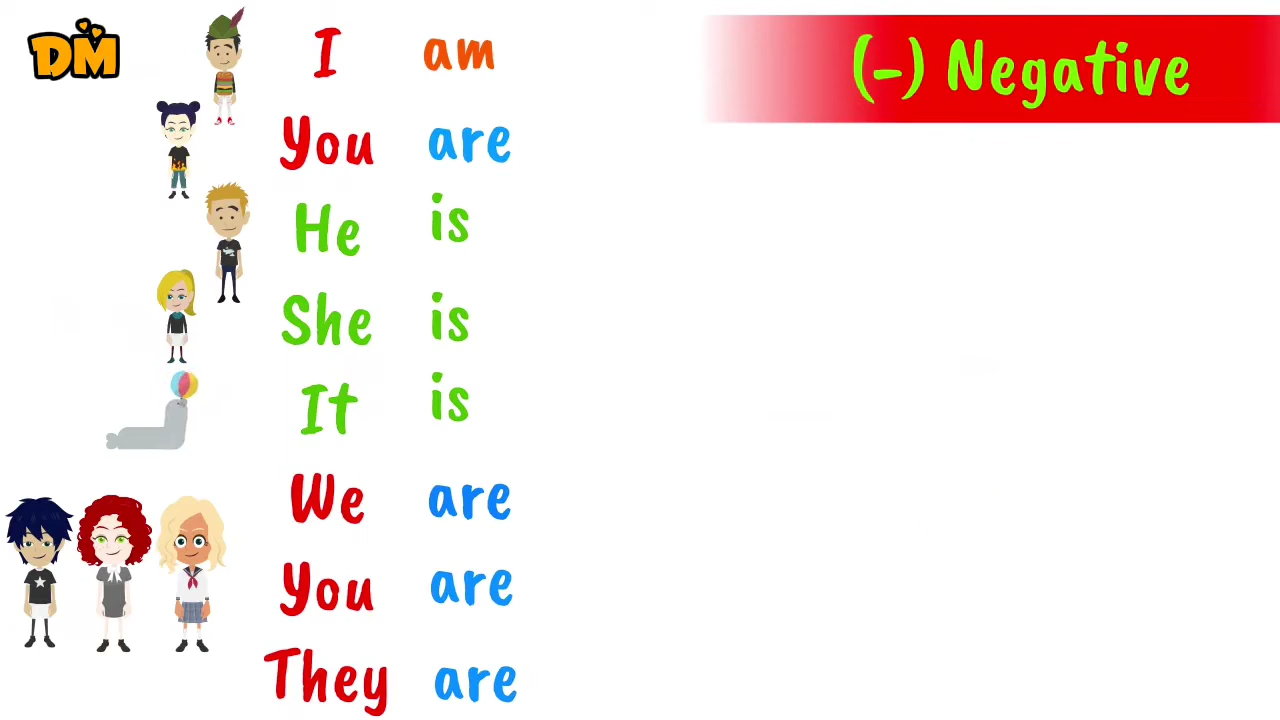 DM
(-) Negative
I am
You are
He is
She is
It is
We are
You are
They are